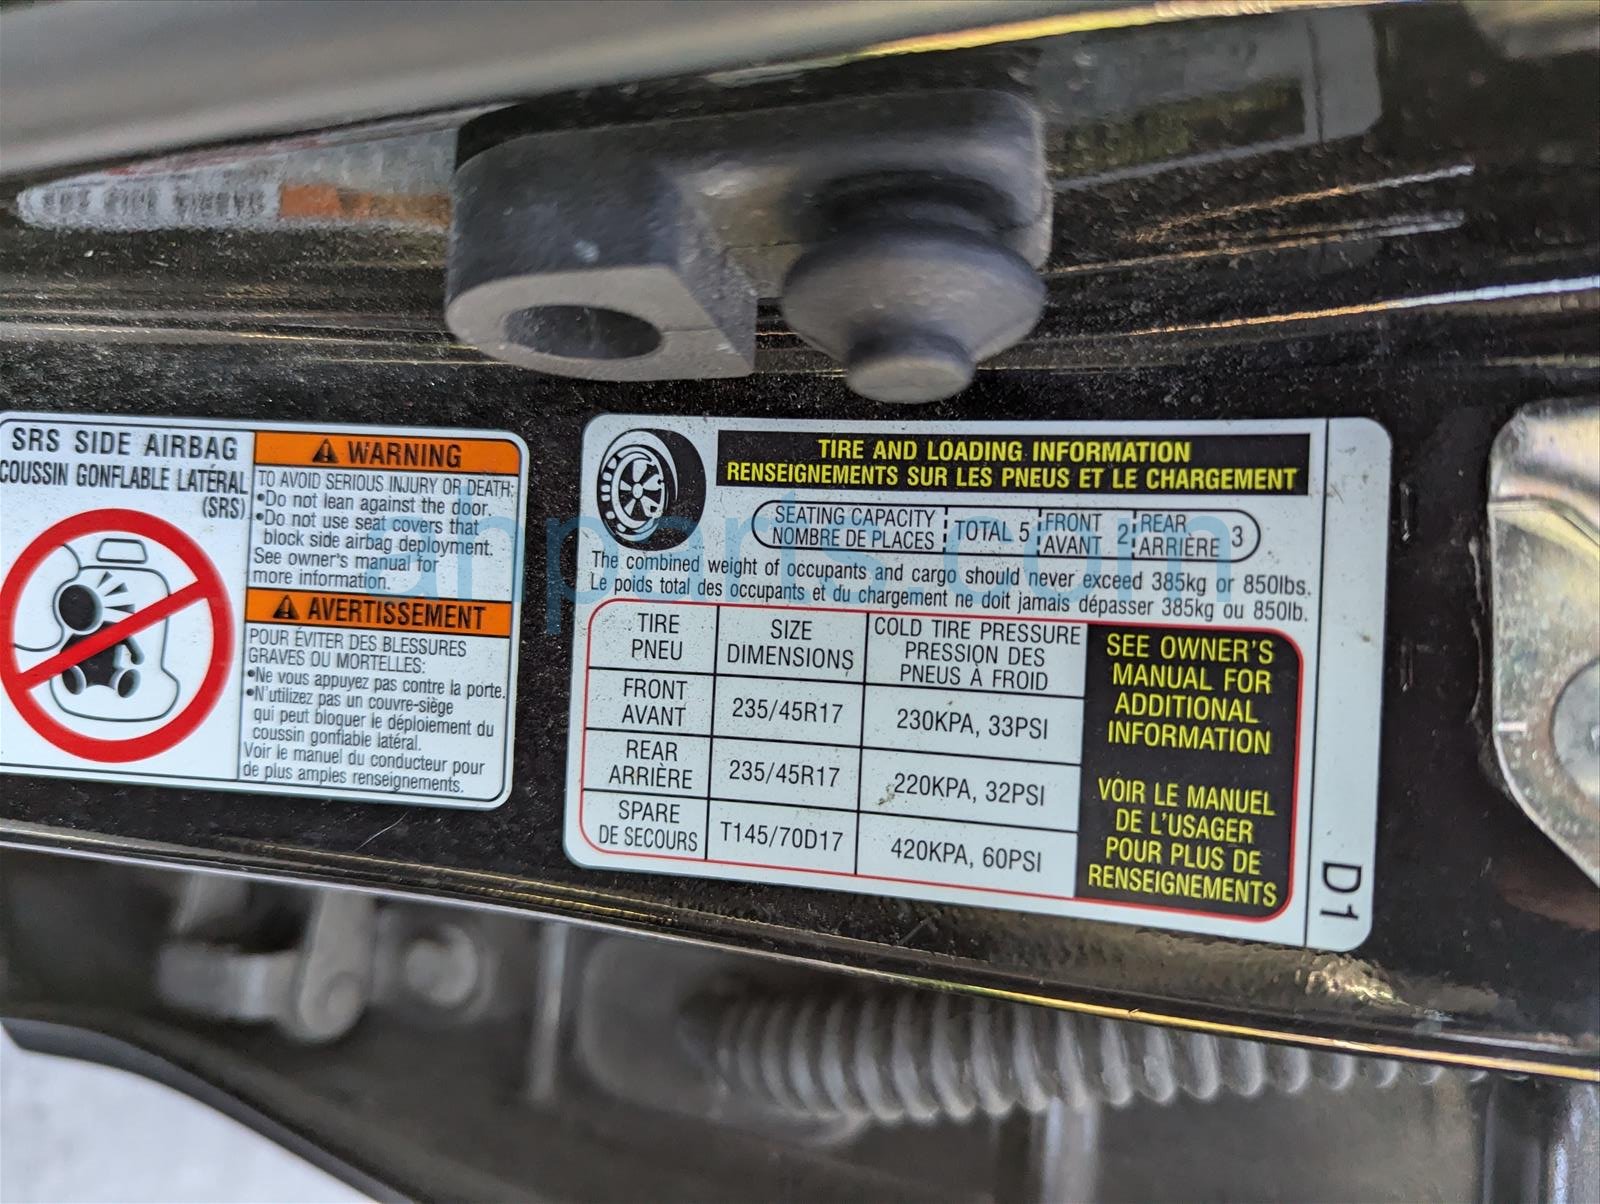 SRS SIDE AIRBAG
COUSSIN GONFLABLE LATÉRAL
(SRS)
WARNING
TO AVOID SERIOUS INJURY OR DEATH:
•Do not lean against the door.
•Do not use seat covers that
block side airbag deployment.
See owner's manual for
more information.
AVERTISSEMENT
POUR ÉVITER DES BLESSURES
GRAVES OU MORTELLES:
•Ne vous appuyez pas contre la porte.
•N'utilizez pas un couvre-siège
qui peut bloquer le déploiement du
coussin gonflable latéral.
Voir le manuel du conducteur pour
de plus amples renseignements.
TIRE AND LOADING INFORMATION
RENSEIGNEMENTS SUR LES PNEUS ET LE CHARGEMENT
SEATING CAPACITY
NOMBRE DE PLACES
TOTAL 5
FRONT
AVANT 2
REAR
ARRIÈRE 3
The combined weight of occupants and cargo should never exceed 385kg or 850lbs.
Le poids total des occupants et du chargement ne doit jamais dépasser 385kg ou 850lb.
TIRE
PNEU
SIZE
DIMENSIONS
COLD TIRE PRESSURE
PRESSION DES
PNEUS À FROID
FRONT
AVANT
235/45R17
230KPA, 33PSI
REAR
ARRIÈRE
235/45R17
220KPA, 32PSI
SPARE
DE SECOURS
T145/70D17
420KPA, 60PSI
SEE OWNER'S
MANUAL FOR
ADDITIONAL
INFORMATION
VOIR LE MANUEL
DE L'USAGER
POUR PLUS DE
RENSEIGNEMENTS
D1
ahparts.com